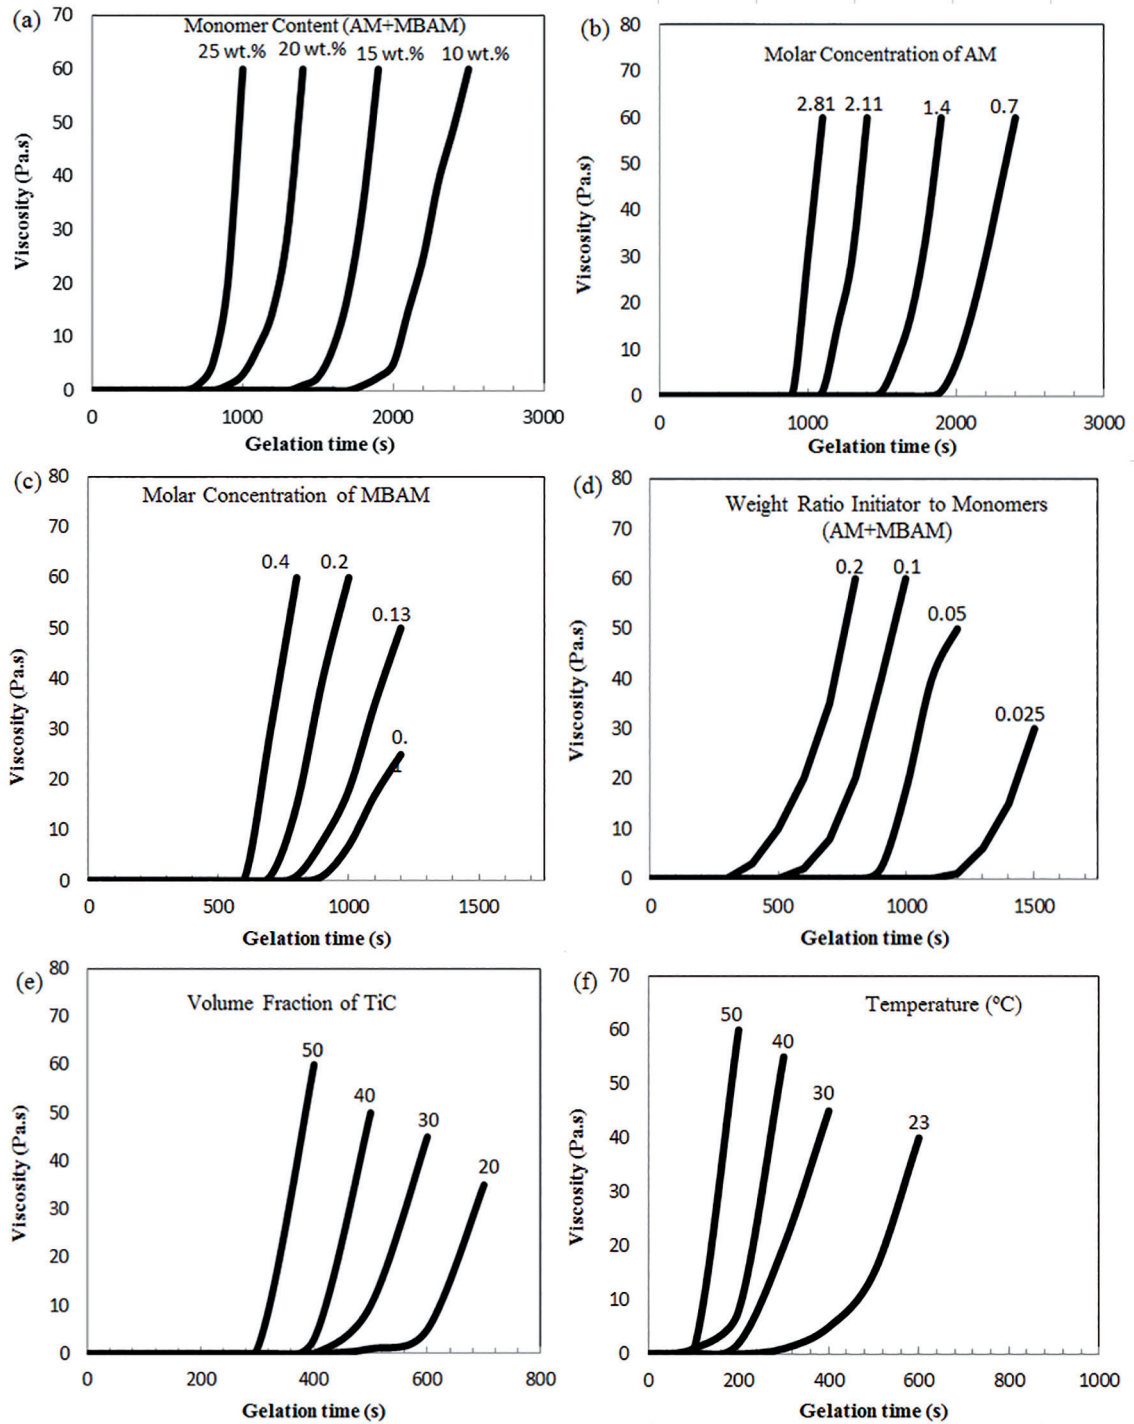 (a)
Monomer Content (AM+MBAM)
25 wt.% 20 wt.% 15 wt.% 10 wt.%
70
60
50
40
30
20
10
0
Viscosity (Pa.s)
0 1000 2000 3000
Gelation time (s)
(b)
Molar Concentration of AM
2.81 2.11 1.4 0.7
80
70
60
50
40
30
20
10
0
Viscosity (Pa.s)
0 1000 2000 3000
Gelation time (s)
(c)
Molar Concentration of MBAM
0.4 0.2
0.13
0.
1
80
70
60
50
40
30
20
10
0
Viscosity (Pa.s)
0 500 1000 1500
Gelation time (s)
(d)
Weight Ratio Initiator to Monomers
(AM+MBAM)
0.2 0.1
0.05
0.025
80
70
60
50
40
30
20
10
0
Viscosity (Pa.s)
0 500 1000 1500
Gelation time (s)
(e)
Volume Fraction of TiC
50
40
30
20
80
70
60
50
40
30
20
10
0
Viscosity (Pa.s)
0 200 400 600 800
Gelation time (s)
(f)
Temperature (ºC)
50
40
30
23
70
60
50
40
30
20
10
0
Viscosity (Pa.s)
0 200 400 600 800 1000
Gelation time (s)